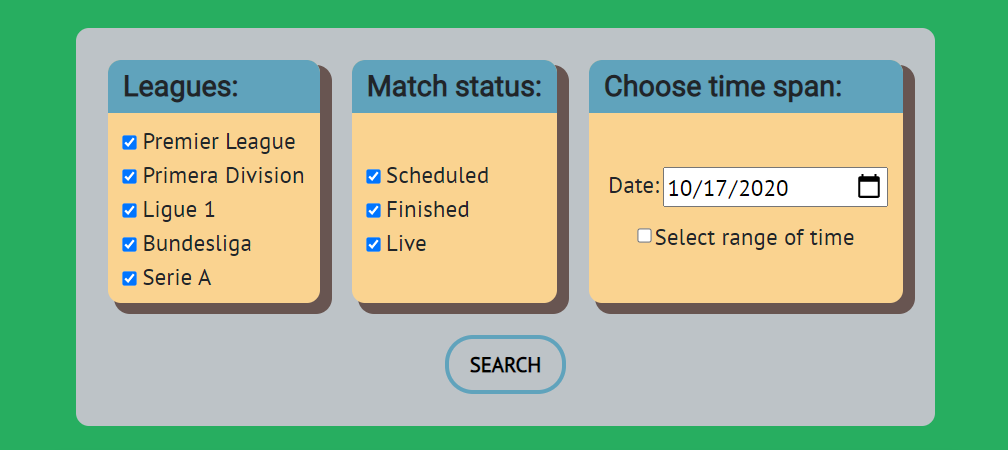 Leagues:
Premier League
Primera Division
Ligue 1
Bundesliga
Serie A
Match status:
Scheduled
Finished
Live
Choose time span:
Date: 10/17/2020
Select range of time
SEARCH